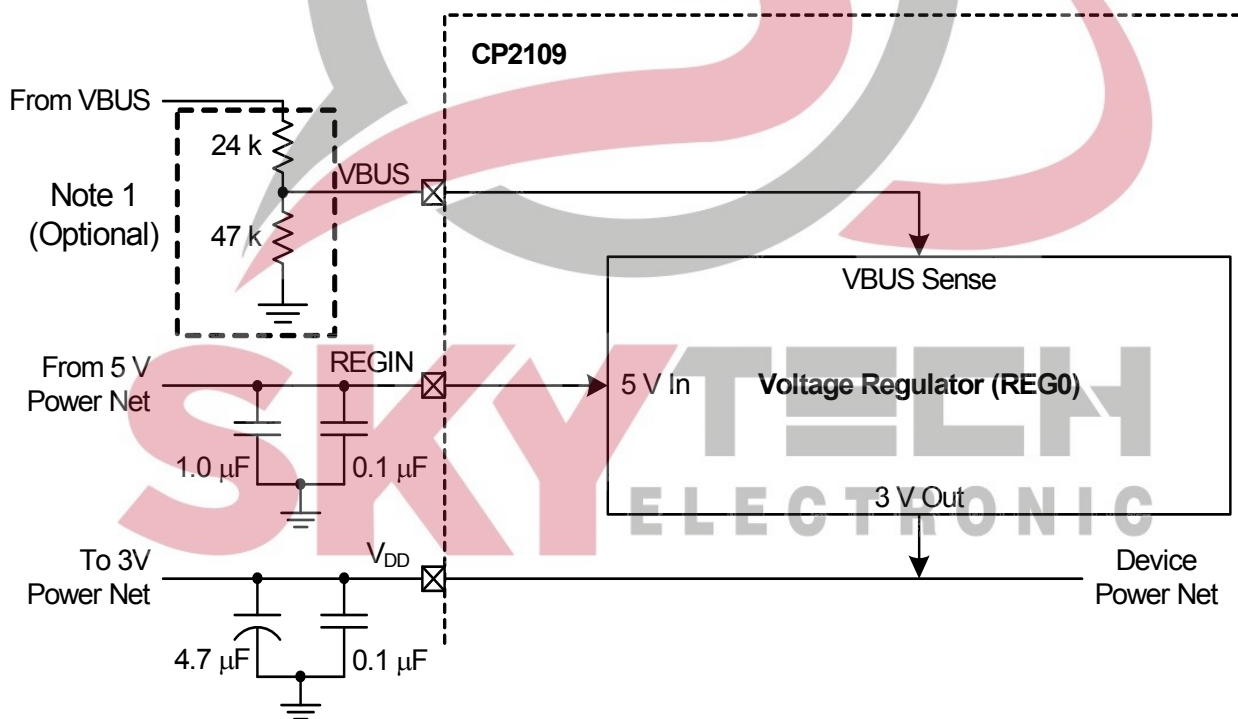 CP2109
From VBUS
24 k
VBUS
Note 1
(Optional)
47 k
VBUS Sense
From 5 V
Power Net
REGIN
5 V In
Voltage Regulator (REG0)
1.0 μF
0.1 μF
3 V Out
To 3V
Power Net
VDD
Device
Power Net
4.7 μF
0.1 μF
SKYTECH
ELECTRONIC